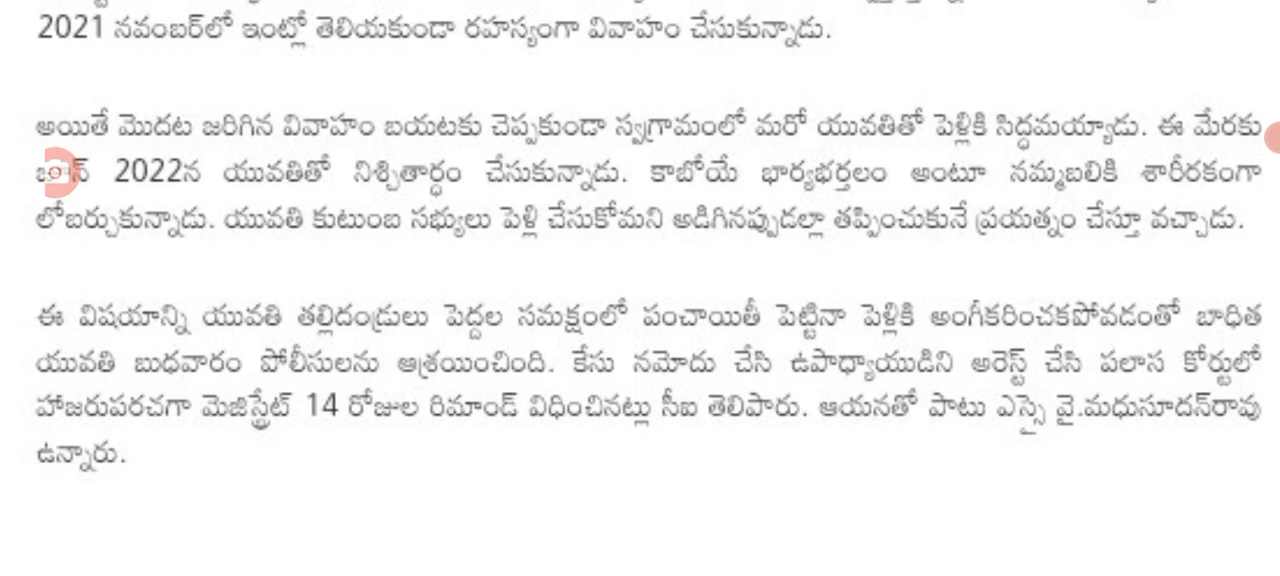 2021 నవంబర్‌లో ఇంట్లో తెలియకుండా రహస్యంగా వివాహం చేసుకున్నాడు.
అయితే మొదట జరిగిన వివాహం బయటకు చెప్పకుండా స్వగ్రామంలో మరో యువతితో పెళ్లికి సిద్ధమయ్యాడు. ఈ మేరకు
2022న యువతితో నిశ్చితార్ధం చేసుకున్నాడు. కాబోయే భార్యభర్తలం అంటూ నమ్మబలికి శారీరకంగా
లోబర్చుకున్నాడు. యువతి కుటుంబ సభ్యులు పెళ్లి చేసుకోమని అడిగినప్పుడల్లా తప్పించుకునే ప్రయత్నం చేస్తూ వచ్చాడు.
ఈ విషయాన్ని యువతి తల్లిదండ్రులు పెద్దల సమక్షంలో పంచాయితీ పెట్టినా పెళ్లికి అంగీకరించకపోవడంతో బాధిత
యువతి బుధవారం పోలీసులను ఆశ్రయించింది. కేసు నమోదు చేసి ఉపాధ్యాయుడిని అరెస్ట్ చేసి పలాస కోర్టులో
హాజరుపరచగా మెజిస్ట్రేట్ 14 రోజుల రిమాండ్ విధించినట్లు సీఐ తెలిపారు. ఆయనతో పాటు ఎస్సై వై.మధుసూదన్‌రావు
ఉన్నారు.